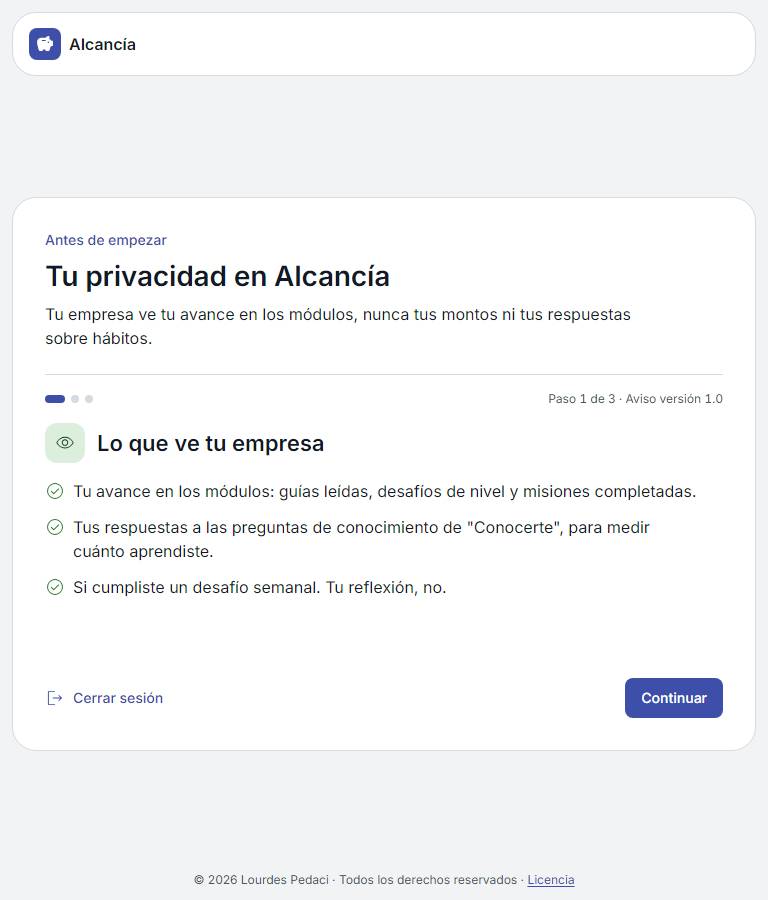 Alcancía
Antes de empezar
Tu privacidad en Alcancía
Tu empresa ve tu avance en los módulos, nunca tus montos ni tus respuestas
sobre hábitos.
Paso 1 de 3 · Aviso versión 1.0
Lo que ve tu empresa
Tu avance en los módulos: guías leídas, desafíos de nivel y misiones completadas.
Tus respuestas a las preguntas de conocimiento de "Conocerte", para medir
cuánto aprendiste.
Si cumpliste un desafío semanal. Tu reflexión, no.
Cerrar sesión
Continuar
© 2026 Lourdes Pedaci · Todos los derechos reservados · Licencia